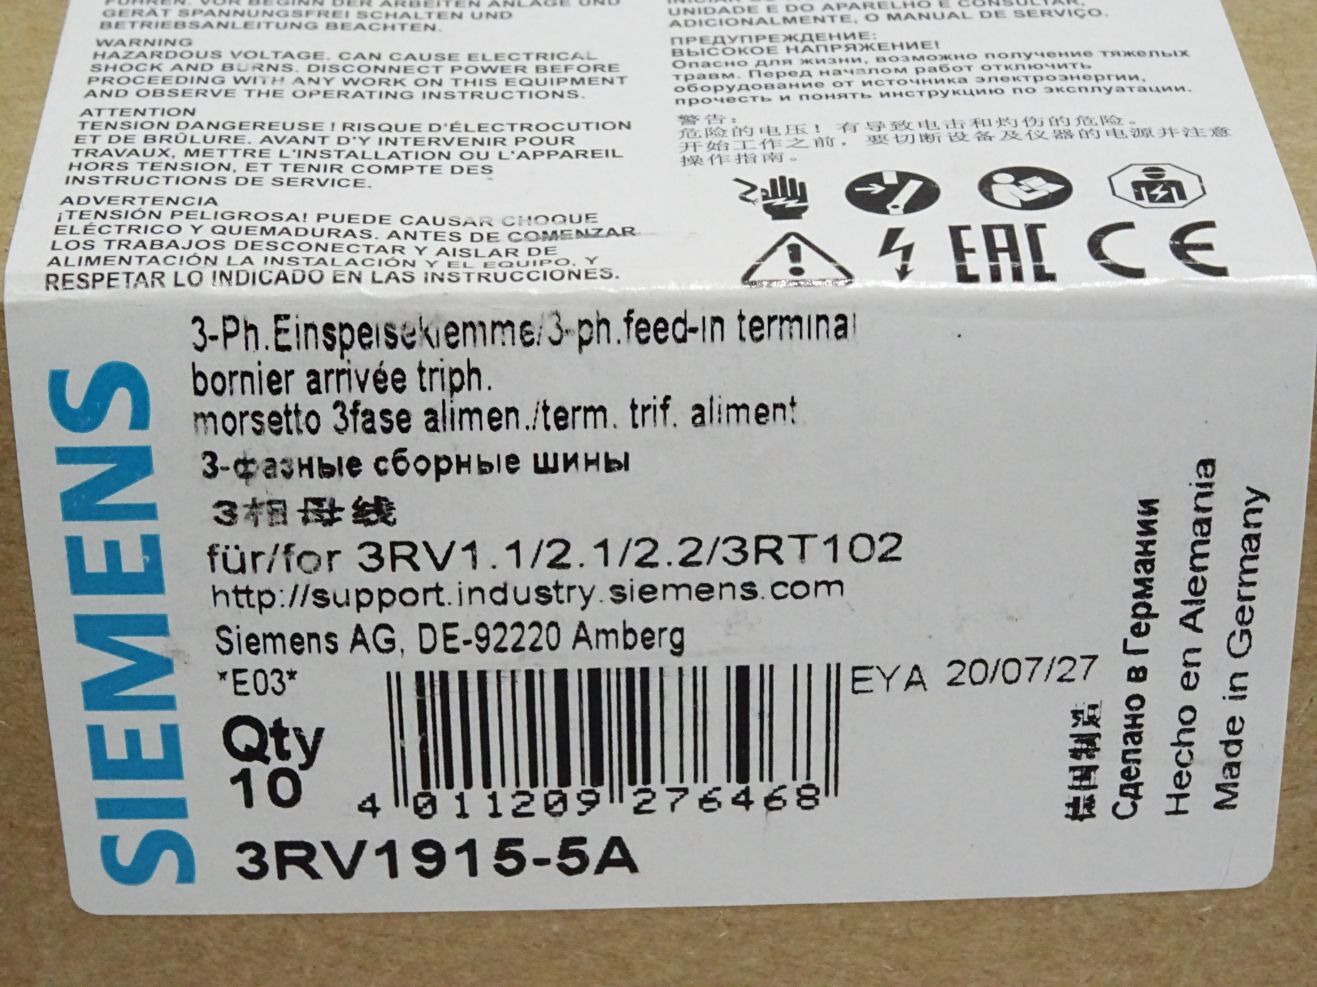 FÜHREN. VOR BEGINN DER ARBEITEN ANLAGE UND
GERÄT SPANNUNGSFREI SCHALTEN UND
BETRIEBSANLEITUNG BEACHTEN.
WARNING
HAZARDOUS VOLTAGE. CAN CAUSE ELECTRICAL
SHOCK AND BURNS. DISCONNECT POWER BEFORE
PROCEEDING WITH ANY WORK ON THIS EQUIPMENT
AND OBSERVE THE OPERATING INSTRUCTIONS.
ATTENTION
TENSION DANGEREUSE ! RISQUE D'ÉLECTROCUTION
ET DE BRÛLURE. AVANT D'Y INTERVENIR POUR
TRAVAUX, METTRE L'INSTALLATION OU L'APPAREIL
HORS TENSION, ET TENIR COMPTE DES
INSTRUCTIONS DE SERVICE.
ADVERTENCIA
¡TENSIÓN PELIGROSA! PUEDE CAUSAR CHOQUE
ELÉCTRICO Y QUEMADURAS. ANTES DE COMENZAR
LOS TRABAJOS DESCONECTAR Y AISLAR DE
ALIMENTACIÓN LA INSTALACIÓN Y EL EQUIPO, Y
RESPETAR LO INDICADO EN LAS INSTRUCCIONES.
UNIDADE E DO APARELHO E CONSULTAR,
ADICIONALMENTE, O MANUAL DE SERVIÇO.
ПРЕДУПРЕЖДЕНИЕ:
ВЫСОКОЕ НАПРЯЖЕНИЕ!
Опасно для жизни, возможно получение тяжелых
травм. Перед началом работ отключить
оборудование от источника электроэнергии,
прочесть и понять инструкцию по эксплуатации.
警告:
危险的电压! 有导致电击和灼伤的危险。
开始工作之前, 要切断设备及仪器的电源并注意
操作指南。
EAC CE
SIEMENS
3-Ph.Einspeiseklemme/3-ph.feed-in terminal
bornier arrivée triph.
morsetto 3fase alimen./term. trif. aliment
3-фазные сборные шины
3相母线
für/for 3RV1.1/2.1/2.2/3RT102
http://support.industry.siemens.com
Siemens AG, DE-92220 Amberg
*E03*
EYA 20/07/27
Qty
10
4 011209 276468
3RV1915-5A
德国制造
Сделано в Германии
Hecho en Alemania
Made in Germany